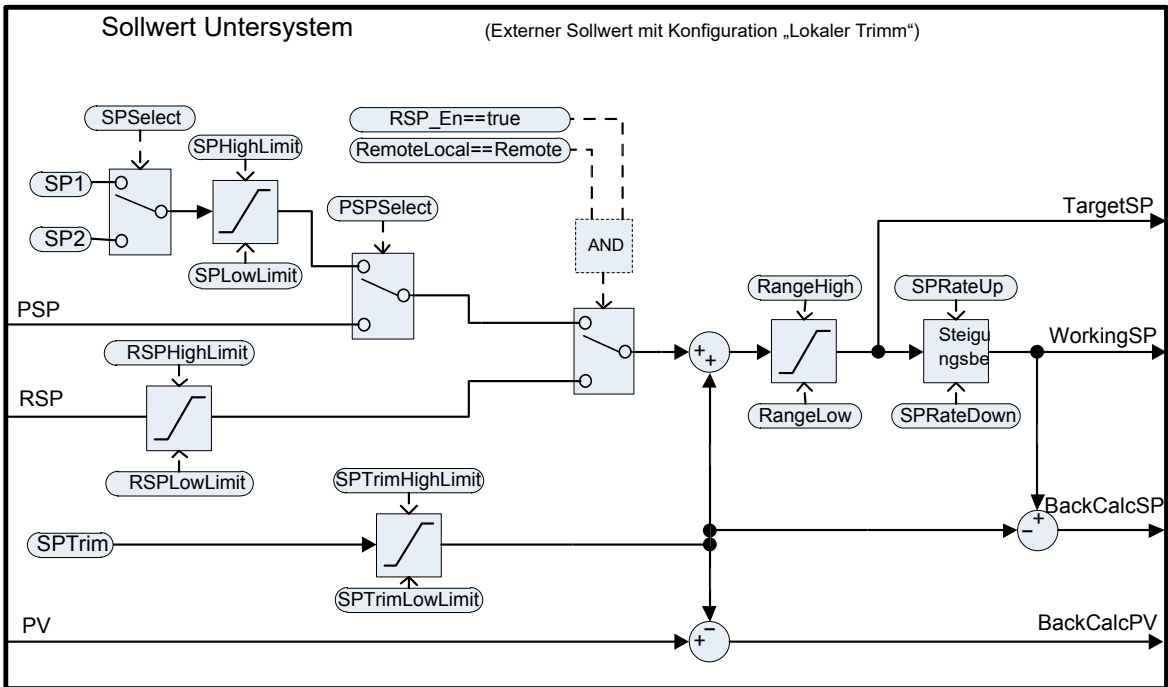 Sollwert Untersystem
(Externer Sollwert mit Konfiguration „Lokaler Trimm“)
SPSelect
RSP_En==true
SPHighLimit
RemoteLocal==Remote
SP1
PSPSelect
TargetSP
SP2
AND
SPLowLimit
RangeHigh
SPRateUp
PSP
Steigu
ngsbe
WorkingSP
RSPHighLimit
+
+
RSP
RangeLow
SPRateDown
RSPLowLimit
SPTrimHighLimit
BackCalcSP
+
−
SPTrim
SPTrimLowLimit
PV
−
+
BackCalcPV